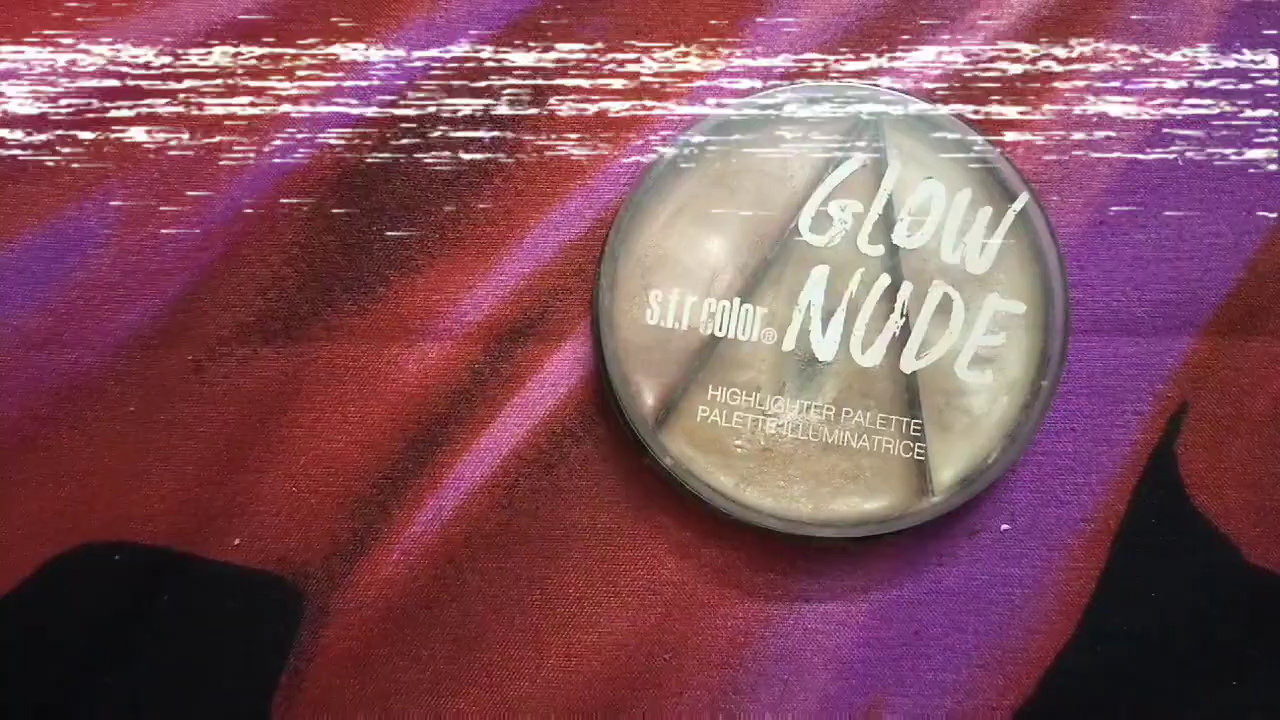 GLOW
NUDE
s.f.r color®
HIGHLIGHTER PALETTE
PALETTE ILLUMINATRICE